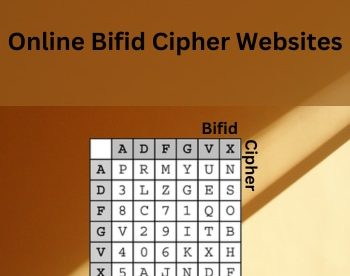 Online Bifid Cipher Websites
Bifid
Cipher
A D F G V X
A P R M Y U N
D 3 L Z G E S
F 8 C 7 1 Q O
G V 2 9 I T B
V 4 0 6 K X H
X 5 A J N D F